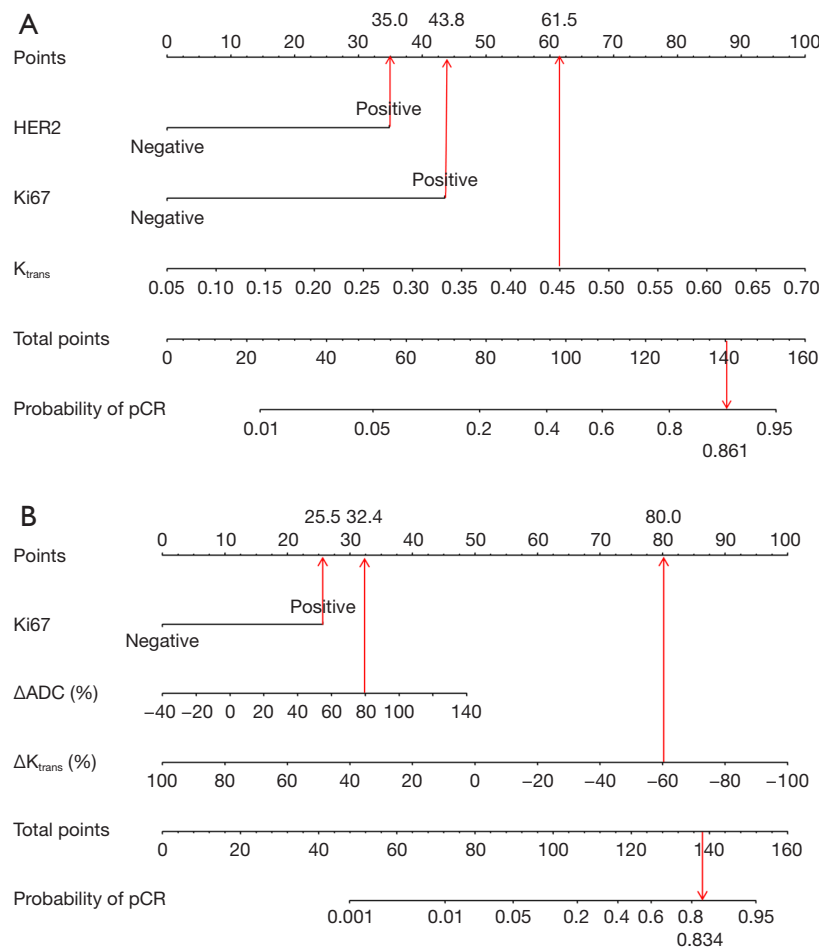 A
35.0 43.8 61.5
0 10 20 30 40 50 60 70 80 90 100
Points
Positive
HER2
Negative
Positive
Ki67
Negative
Ktrans
0.05 0.10 0.15 0.20 0.25 0.30 0.35 0.40 0.45 0.50 0.55 0.60 0.65 0.70
Total points
0 20 40 60 80 100 120 140 160
Probability of pCR
0.01 0.05 0.2 0.4 0.6 0.8 0.95
0.861
B
25.5 32.4 80.0
0 10 20 30 40 50 60 70 80 90 100
Points
Positive
Ki67
Negative
ΔADC (%)
−40 −20 0 20 40 60 80 100 140
ΔKtrans (%)
100 80 60 40 20 0 −20 −40 −60 −80 −100
Total points
0 20 40 60 80 100 120 140 160
Probability of pCR
0.001 0.01 0.05 0.2 0.4 0.6 0.8 0.95
0.834